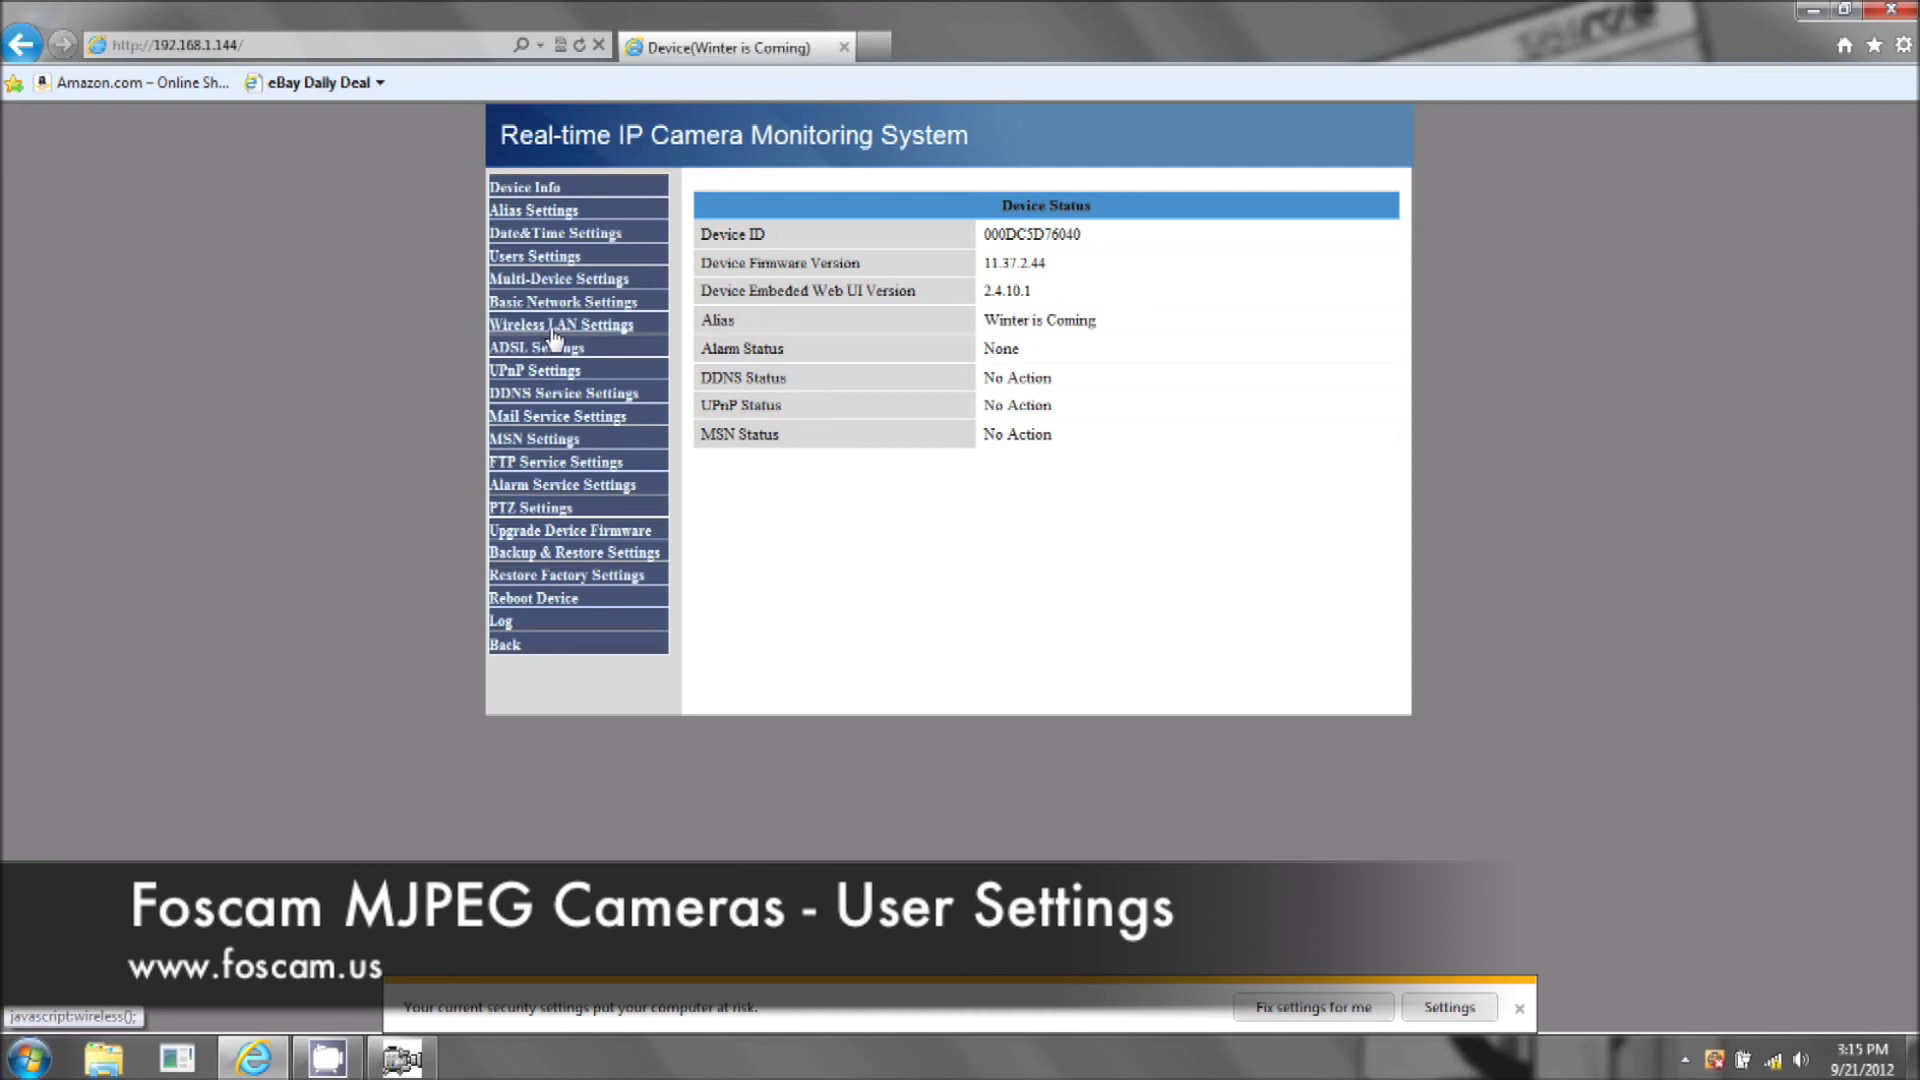 http://192.168.1.144/
Device(Winter is Coming)
Amazon.com – Online Sh...
eBay Daily Deal
Real-time IP Camera Monitoring System
Device Info
Alias Settings
Date&Time Settings
Users Settings
Multi-Device Settings
Basic Network Settings
Wireless LAN Settings
ADSL Settings
UPnP Settings
DDNS Service Settings
Mail Service Settings
MSN Settings
FTP Service Settings
Alarm Service Settings
PTZ Settings
Upgrade Device Firmware
Backup & Restore Settings
Restore Factory Settings
Reboot Device
Log
Back
Device Status
Device ID 000DC5D76040
Device Firmware Version 11.37.2.44
Device Embeded Web UI Version 2.4.10.1
Alias Winter is Coming
Alarm Status None
DDNS Status No Action
UPnP Status No Action
MSN Status No Action
Foscam MJPEG Cameras - User Settings
www.foscam.us
Your current security settings put your computer at risk.
Fix settings for me
Settings
javascript:wireless();
3:15 PM
9/21/2012